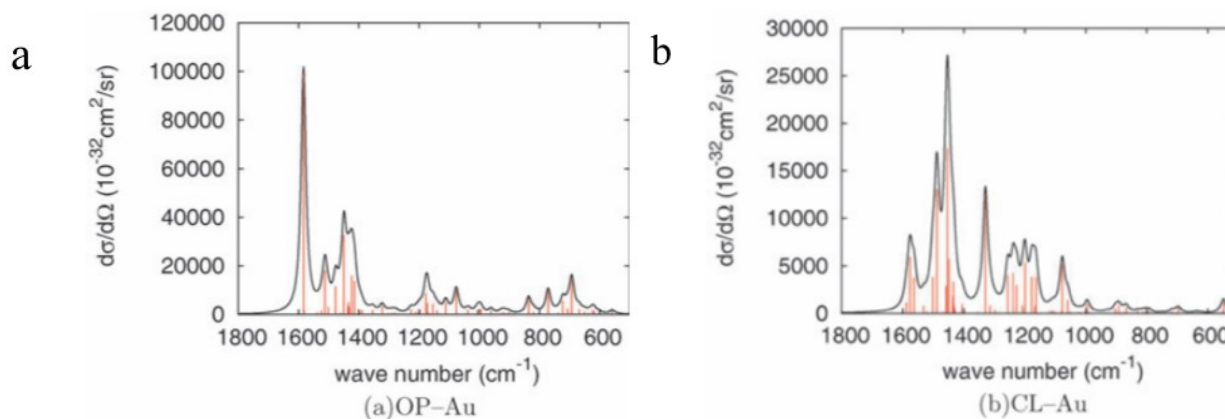 a
120000
100000
80000
60000
40000
20000
0
dσ/dΩ (10⁻³²cm²/sr)
1800 1600 1400 1200 1000 800 600
wave number (cm⁻¹)
(a)OP–Au
b
30000
25000
20000
15000
10000
5000
0
dσ/dΩ (10⁻³²cm²/sr)
1800 1600 1400 1200 1000 800 600
wave number (cm⁻¹)
(b)CL–Au